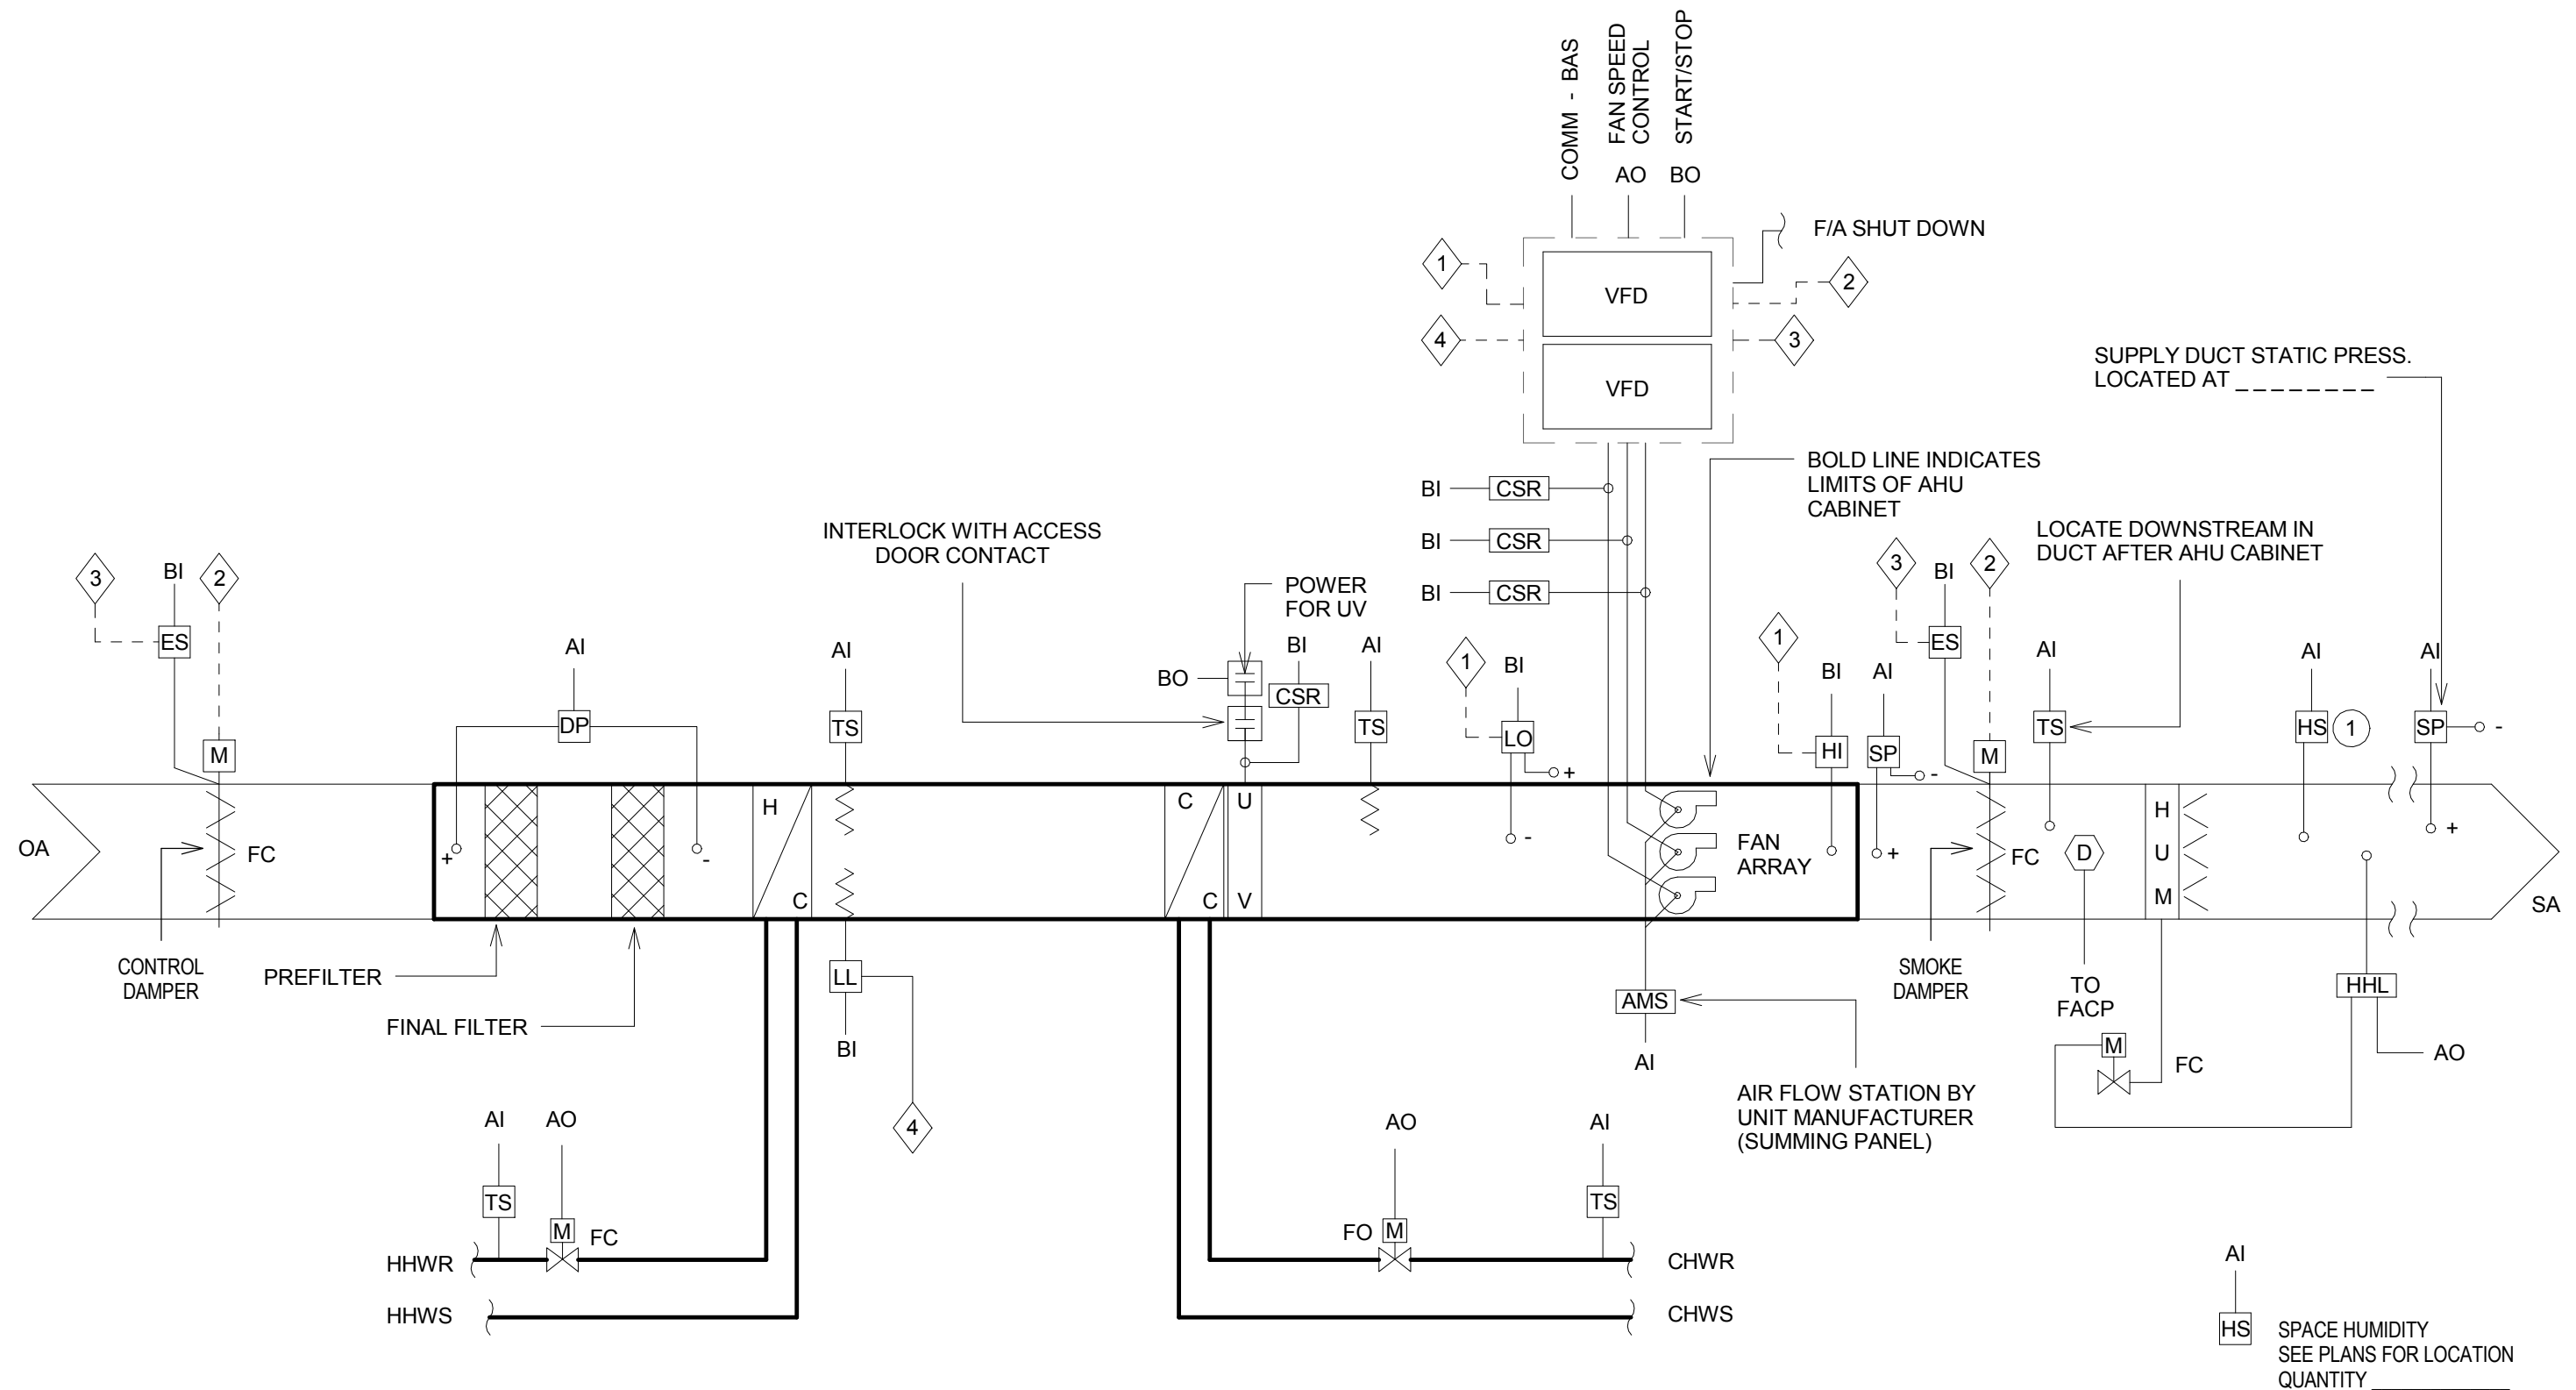 COMM - BAS
FAN SPEED
CONTROL
START/STOP
AO
BO
F/A SHUT DOWN
1
2
VFD
4
3
VFD
SUPPLY DUCT STATIC PRESS.
LOCATED AT _ _ _ _ _ _ _ _
BOLD LINE INDICATES
LIMITS OF AHU
CABINET
BI CSR
BI CSR
BI CSR
INTERLOCK WITH ACCESS
DOOR CONTACT
LOCATE DOWNSTREAM IN
DUCT AFTER AHU CABINET
POWER
FOR UV
3
BI
2
ES
AI
DP
M
AI
TS
BO
BI
CSR
AI
TS
1
BI
LO
+
-
1
BI
HI
AI
SP
-
+
3
BI
2
ES
M
AI
TS
AI
HS
1
AI
SP
-
+
OA
FC
+
-
H
C
C
C
U
V
FAN
ARRAY
FC
D
H
U
M
SA
CONTROL
DAMPER
PREFILTER
FINAL FILTER
LL
BI
4
AMS
AI
SMOKE
DAMPER
TO
FACP
HHL
AO
M
FC
AIR FLOW STATION BY
UNIT MANUFACTURER
(SUMMING PANEL)
AI
AO
TS
M
FC
HHWR
HHWS
AO
AI
FO
M
TS
CHWR
CHWS
AI
HS
SPACE HUMIDITY
SEE PLANS FOR LOCATION
QUANTITY ____________